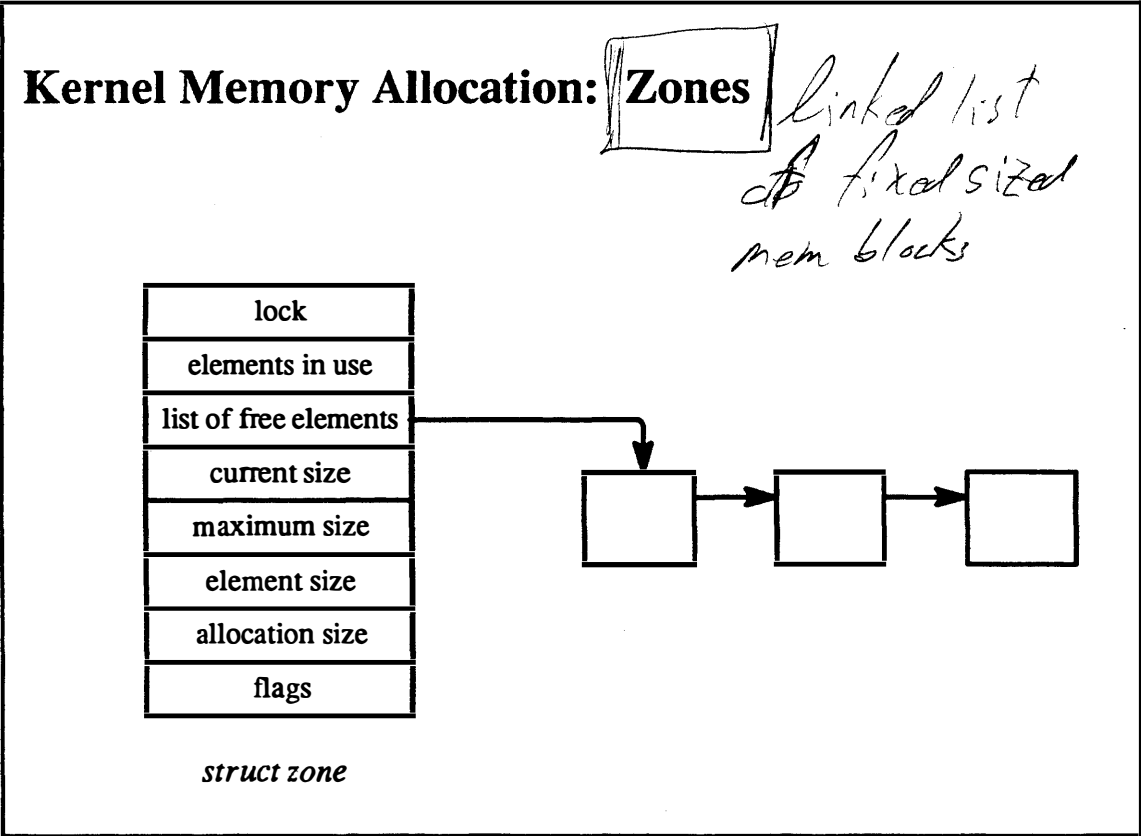 Kernel Memory Allocation: Zones
linked list
of fixed sized
mem blocks
lock
elements in use
list of free elements
current size
maximum size
element size
allocation size
flags
struct zone